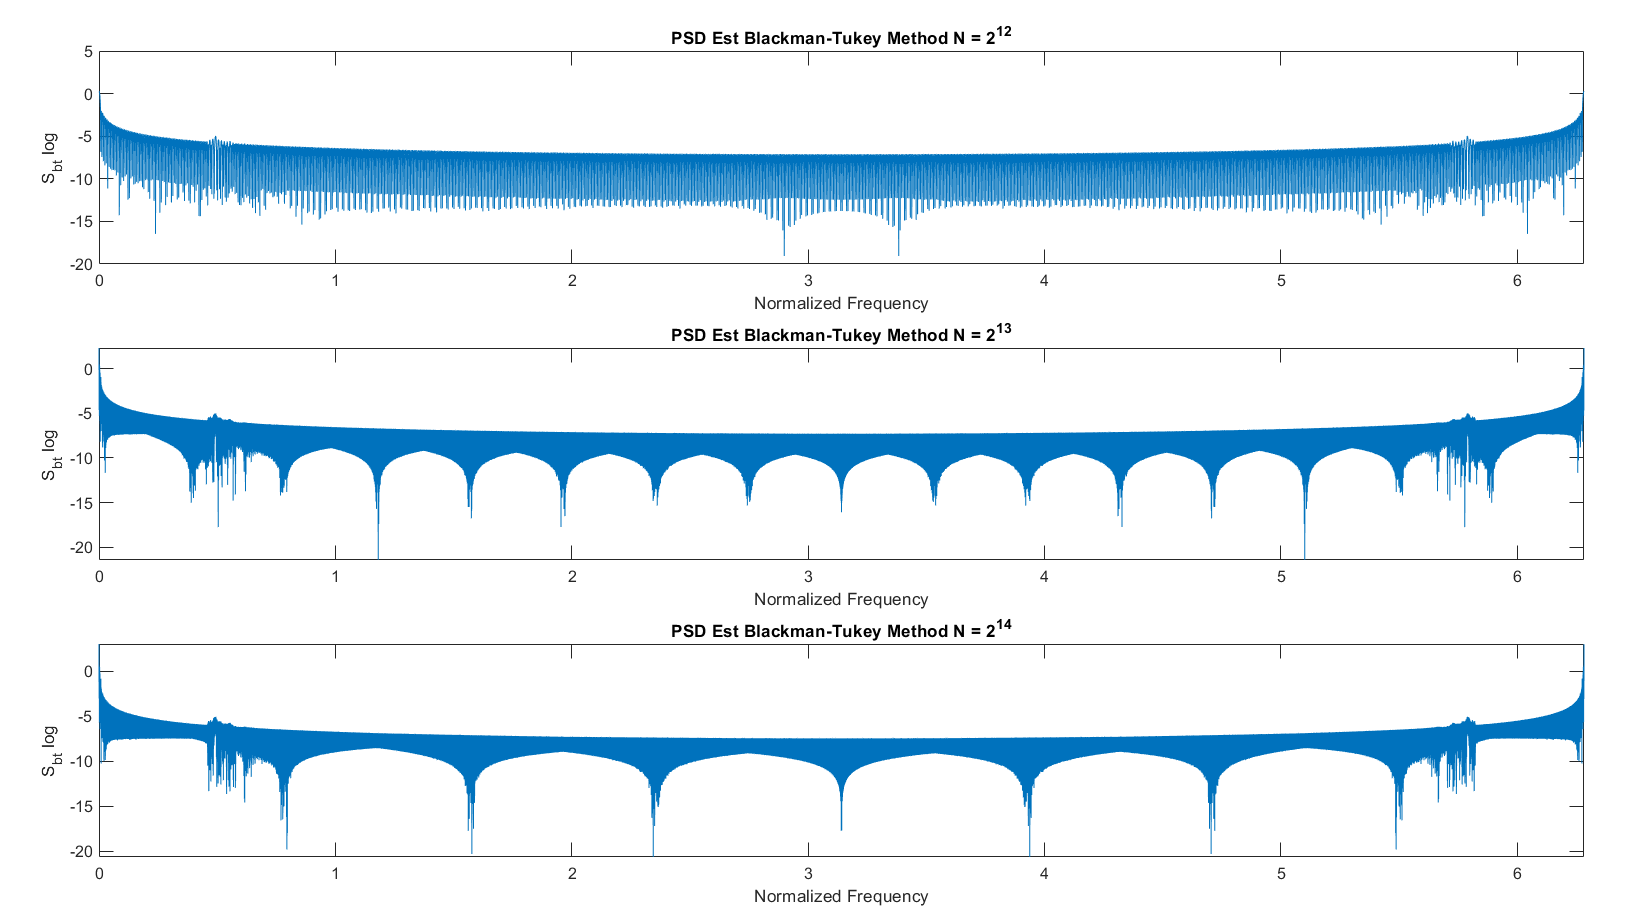 PSD Est Blackman-Tukey Method N = 2^12
5
0
-5
-10
-15
-20
S_bt log
0 1 2 3 4 5 6
Normalized Frequency
PSD Est Blackman-Tukey Method N = 2^13
0
-5
-10
-15
-20
S_bt log
0 1 2 3 4 5 6
Normalized Frequency
PSD Est Blackman-Tukey Method N = 2^14
0
-5
-10
-15
-20
S_bt log
0 1 2 3 4 5 6
Normalized Frequency